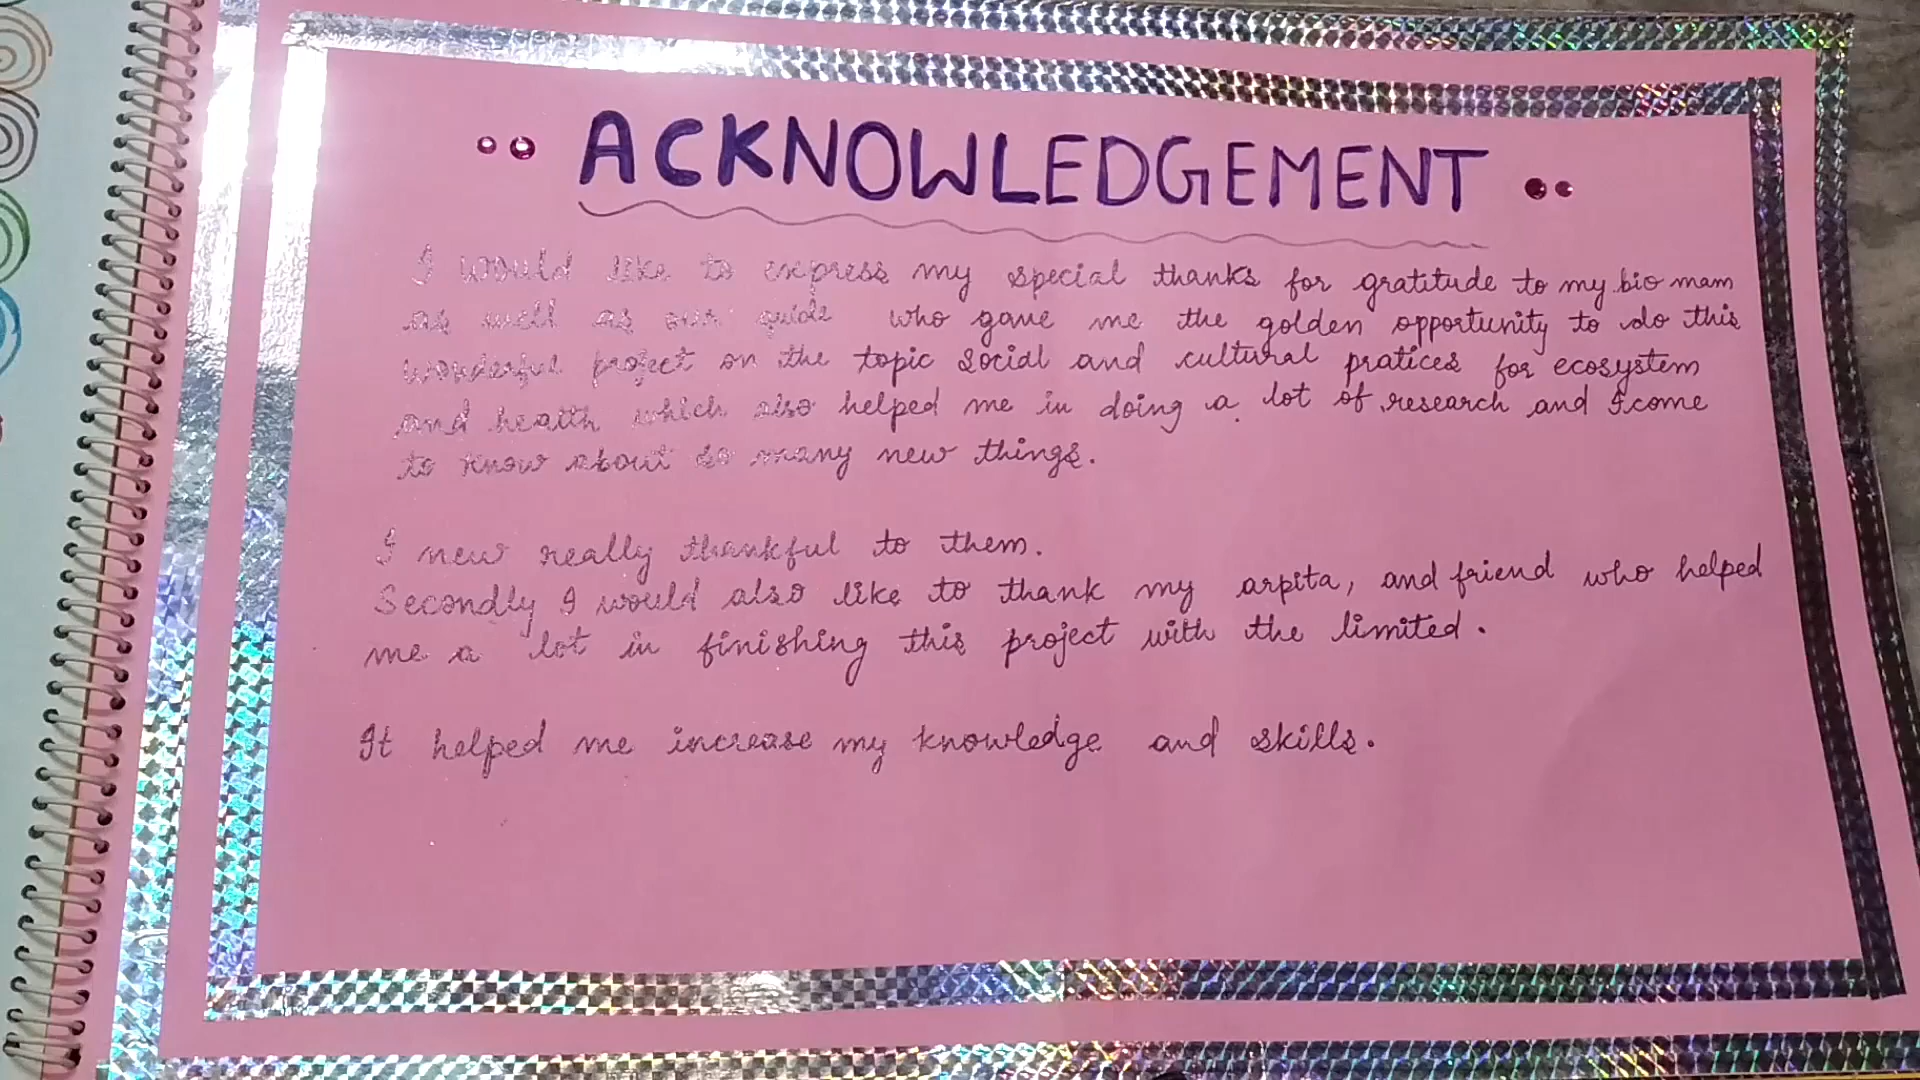 ACKNOWLEDGEMENT
I would like to express my special thanks for gratitude to my bio mam
as well as our guide who gave me the golden opportunity to do this
wonderful project on the topic social and cultural pratices for ecosystem
and health which also helped me in doing a lot of research and I come
to know about so many new things.
I new really thankful to them.
Secondly I would also like to thank my arpita, and friend who helped
me a lot in finishing this project with the limited.
It helped me increase my knowledge and skills.